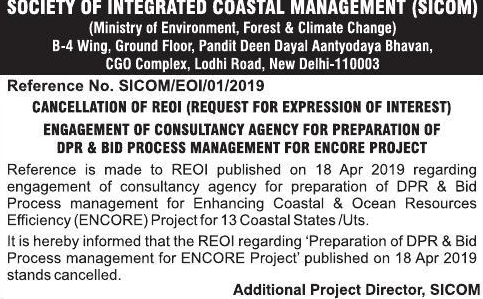 SOCIETY OF INTEGRATED COASTAL MANAGEMENT (SICOM)
(Ministry of Environment, Forest & Climate Change)
B-4 Wing, Ground Floor, Pandit Deen Dayal Aantyodaya Bhavan,
CGO Complex, Lodhi Road, New Delhi-110003
Reference No. SICOM/EOI/01/2019
CANCELLATION OF REOI (REQUEST FOR EXPRESSION OF INTEREST)
ENGAGEMENT OF CONSULTANCY AGENCY FOR PREPARATION OF
DPR & BID PROCESS MANAGEMENT FOR ENCORE PROJECT
Reference is made to REOI published on 18 Apr 2019 regarding
engagement of consultancy agency for preparation of DPR & Bid
Process management for Enhancing Coastal & Ocean Resources
Efficiency (ENCORE) Project for 13 Coastal States /Uts.
It is hereby informed that the REOI regarding 'Preparation of DPR & Bid
Process management for ENCORE Project' published on 18 Apr 2019
stands cancelled.
Additional Project Director, SICOM